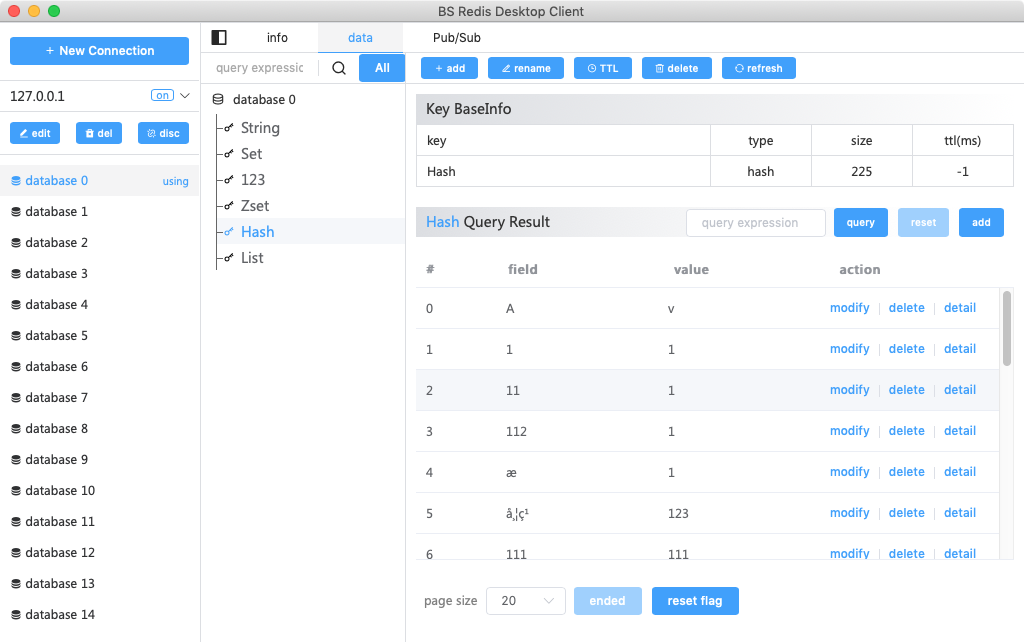 BS Redis Desktop Client
+ New Connection
127.0.0.1 on
edit del disc
database 0 using
database 1
database 2
database 3
database 4
database 5
database 6
database 7
database 8
database 9
database 10
database 11
database 12
database 13
database 14
info data Pub/Sub
query expressic All
+ add rename TTL delete refresh
database 0
String
Set
123
Zset
Hash
List
Key BaseInfo
key type size ttl(ms)
Hash hash 225 -1
Hash Query Result query expression query reset add
# field value action
0 A v modify delete detail
1 1 1 modify delete detail
2 11 1 modify delete detail
3 112 1 modify delete detail
4 æ 1 modify delete detail
5 å¸¦ç¹ 123 modify delete detail
6 111 111 modify delete detail
page size 20 ended reset flag